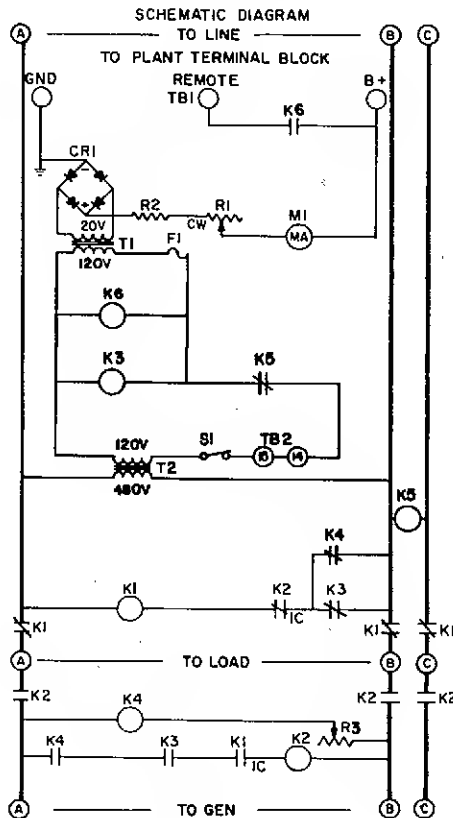 SCHEMATIC DIAGRAM
A TO LINE B C
TO PLANT TERMINAL BLOCK
GND REMOTE B+
TB1
K6
CR1
- +
R2 R1
CW M1
MA
20V
T1 F1
120V
K6
K3 K5
120V S1 TB2
15 14
T2
480V
K5
K4
K1 K2 K3
1C
K1 K1 K1
A TO LOAD B C
K2 K2 K2
K4
R3
K4 K3 K1 K2
1C
A TO GEN B C